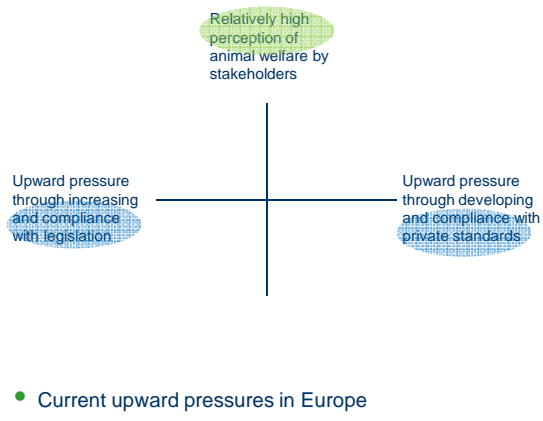 Relatively high
perception of
animal welfare by
stakeholders
Upward pressure
through increasing
and compliance
with legislation
Upward pressure
through developing
and compliance with
private standards
• Current upward pressures in Europe